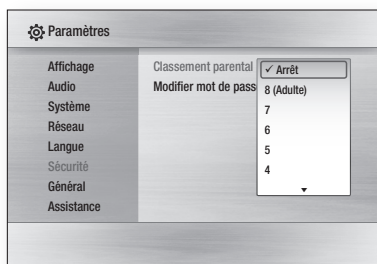 Paramètres
Affichage
Audio
Système
Réseau
Langue
Sécurité
Général
Assistance
Classement parental
Modifier mot de pass
✓ Arrêt
8 (Adulte)
7
6
5
4